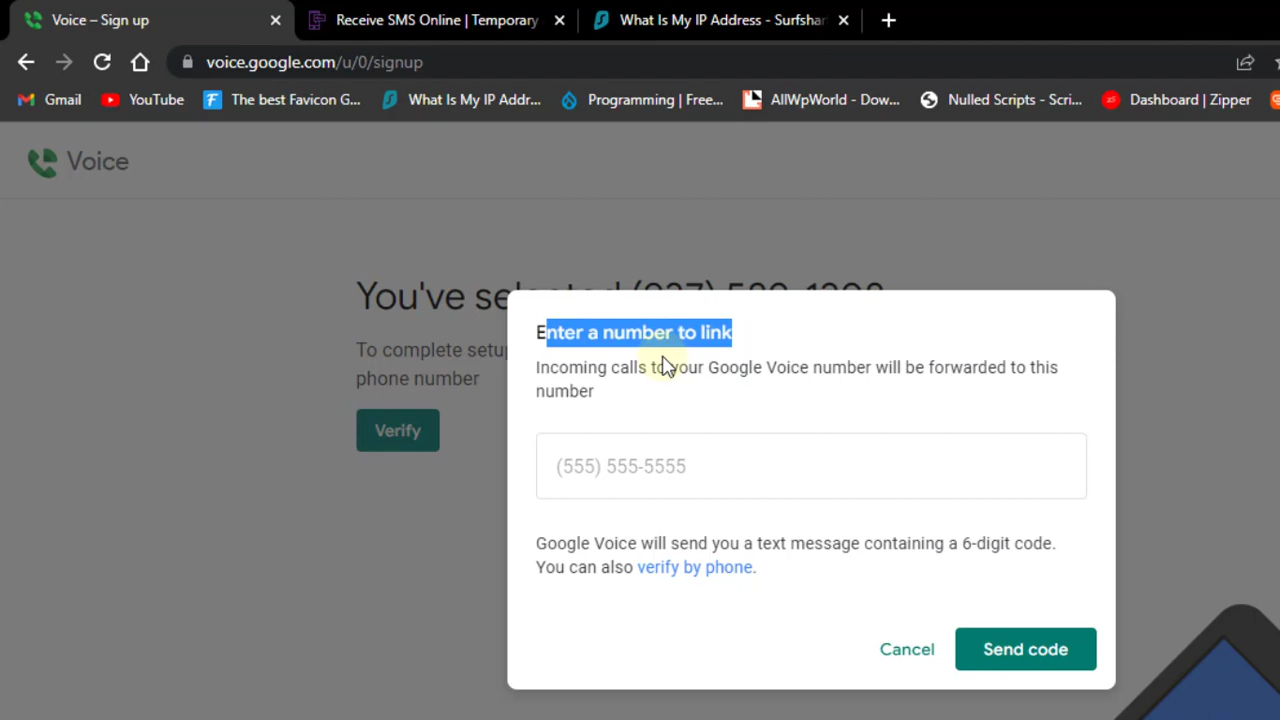 Voice – Sign up
Receive SMS Online | Temporary
What Is My IP Address - Surfshar
voice.google.com/u/0/signup
Gmail
YouTube
The best Favicon G...
What Is My IP Addr...
Programming | Free...
AllWpWorld - Dow...
Nulled Scripts - Scri...
Dashboard | Zipper
Voice
You've selected
To complete setup
phone number
Verify
Enter a number to link
Incoming calls to your Google Voice number will be forwarded to this
number
(555) 555-5555
Google Voice will send you a text message containing a 6-digit code.
You can also verify by phone.
Cancel
Send code